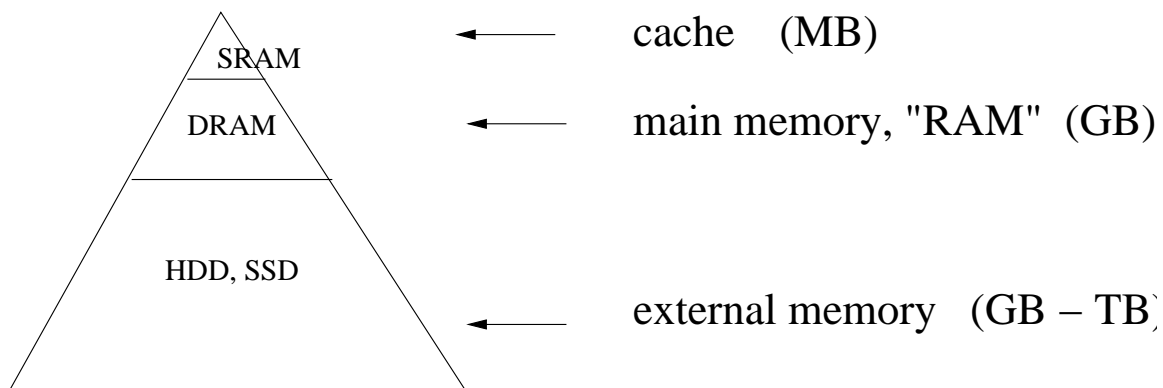 SRAM
cache (MB)
DRAM
main memory, "RAM" (GB)
HDD, SSD
external memory (GB – TB)